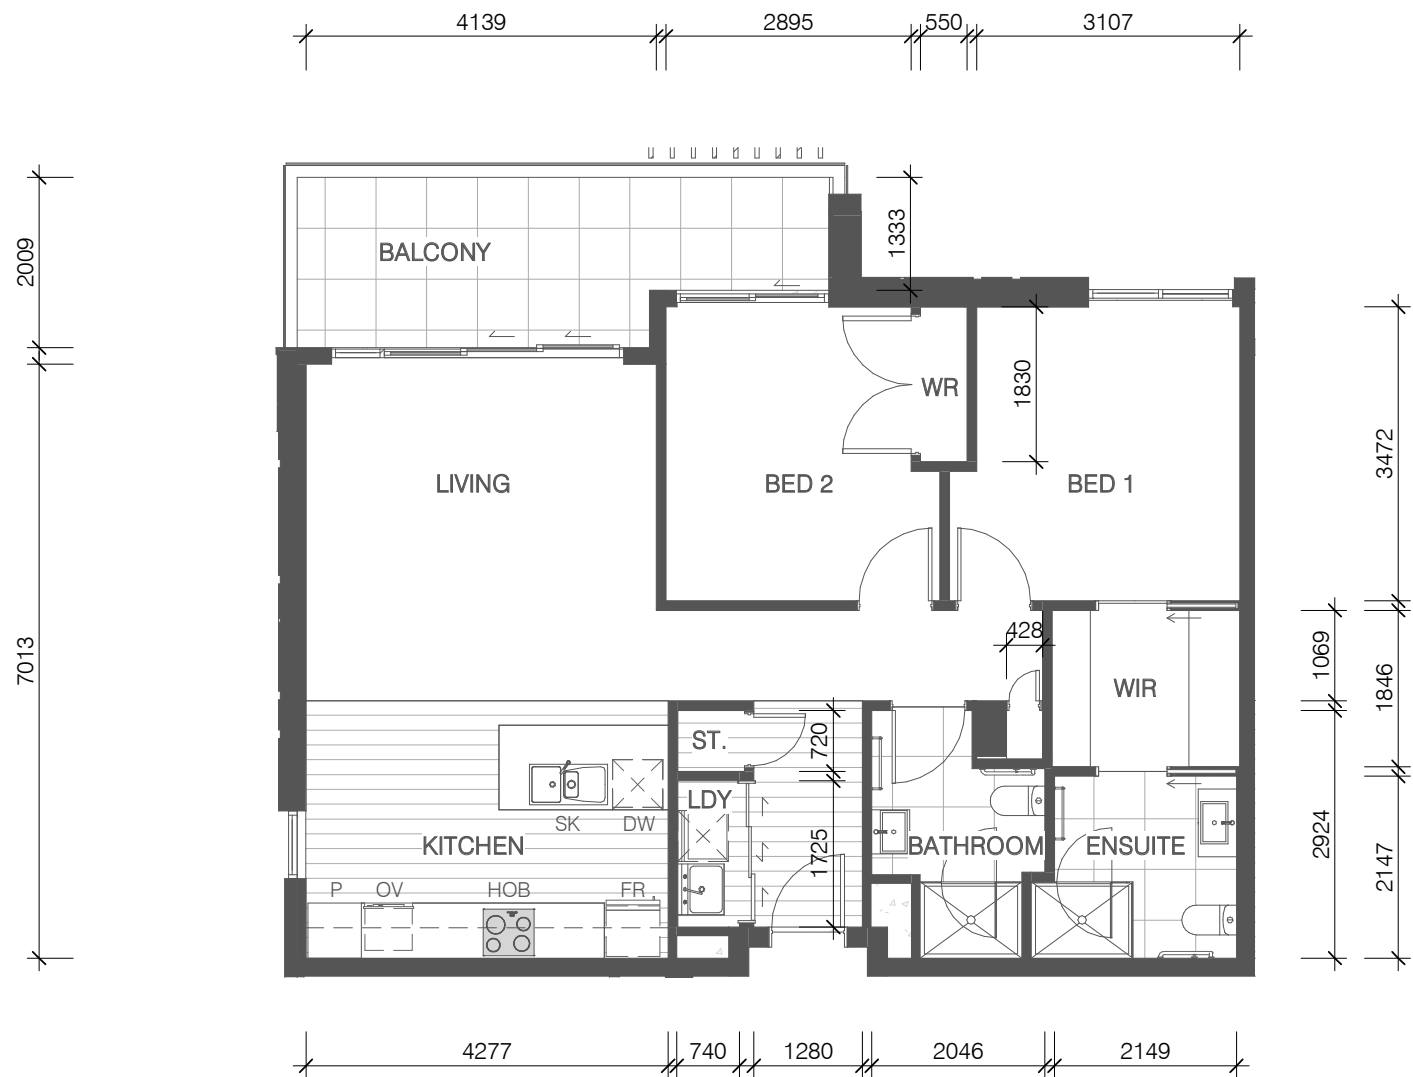 4139
2895
550
3107
2009
1333
BALCONY
1830
WR
3472
LIVING
BED 2
BED 1
7013
428
1069
1846
WIR
ST.
720
LDY
SK
DW
KITCHEN
1725
BATHROOM
ENSUITE
2924
2147
P
OV
HOB
FR
4277
740
1280
2046
2149